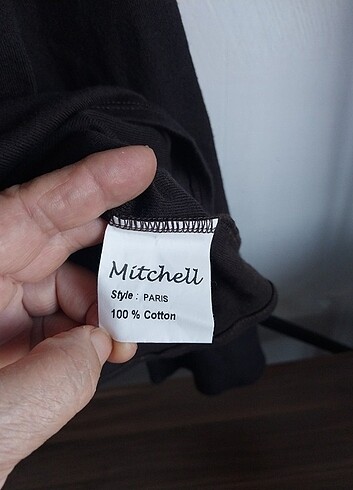 Mitchell
Style : PARIS
100 % Cotton